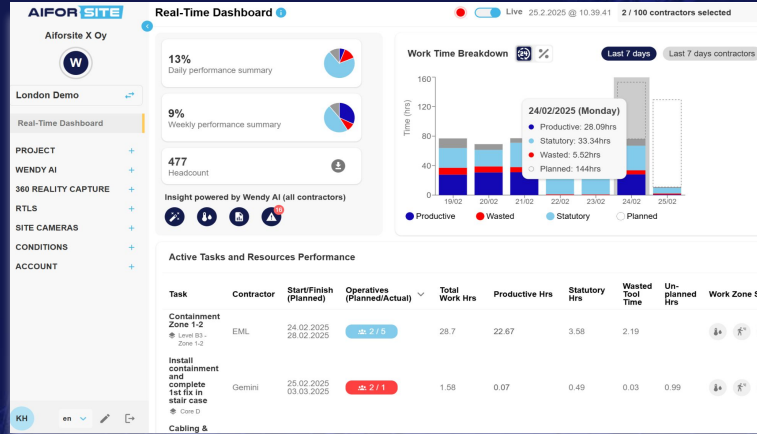 AIFORSITE
Aiforsite X Oy
W
London Demo
Real-Time Dashboard
PROJECT +
WENDY AI +
360 REALITY CAPTURE +
RTLS +
SITE CAMERAS +
CONDITIONS +
ACCOUNT +
KH
en
Real-Time Dashboard
Live 25.2.2025 @ 10.39.41 2 / 100 contractors selected
13%
Daily performance summary
9%
Weekly performance summary
477
Headcount
Insight powered by Wendy AI (all contractors)
Work Time Breakdown 24 Last 7 days Last 7 days contractors
Time (hrs)
160
120
80
40
0
24/02/2025 (Monday)
Productive: 28.09hrs
Statutory: 33.34hrs
Wasted: 5.52hrs
Planned: 144hrs
19/02 20/02 21/02 22/02 23/02 24/02 25/02
Productive Wasted Statutory Planned
Active Tasks and Resources Performance
Task Contractor Start/Finish (Planned) Operatives (Planned/Actual) Total Work Hrs Productive Hrs Statutory Hrs Wasted Tool Time Un-planned Hrs Work Zone S
Containment Zone 1-2
Level B3 - Zone 1-2
EML 24.02.2025 28.02.2025 2 / 5 28.7 22.67 3.58 2.19
Install containment and complete 1st fix in stair case
Core D
Gemini 25.02.2025 03.03.2025 2 / 1 1.58 0.07 0.49 0.03 0.99
Cabling &